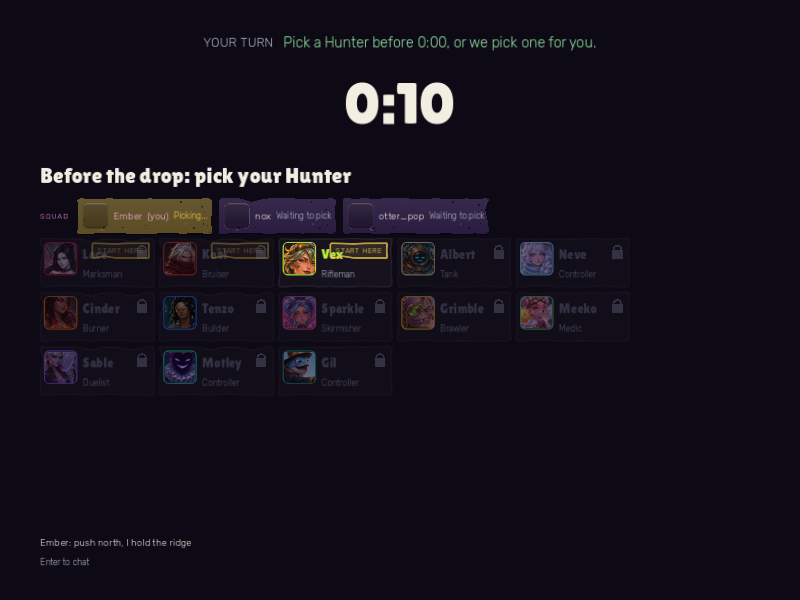 YOUR TURN Pick a Hunter before 0:00, or we pick one for you.
0:10
Before the drop: pick your Hunter
SQUAD Ember (you) Picking... nox Waiting to pick otter_pop Waiting to pick
START HERE START HERE Vex START HERE Albert Neve
Marksman Bruiser Rifleman Tank Controller
Cinder Tenzo Sparkle Grimble Meeko
Burner Builder Skirmisher Brawler Medic
Sable Motley Gil
Duelist Controller Controller
Ember: push north, I hold the ridge
Enter to chat